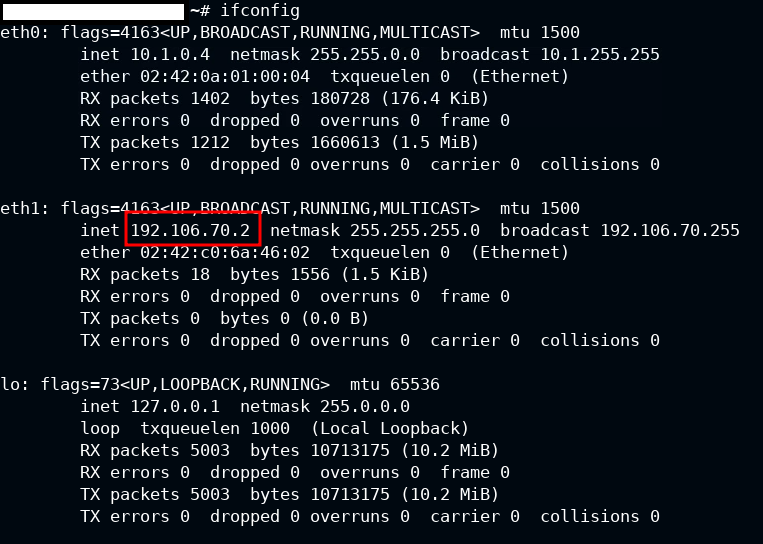 ~# ifconfig
eth0: flags=4163<UP,BROADCAST,RUNNING,MULTICAST>  mtu 1500
        inet 10.1.0.4  netmask 255.255.0.0  broadcast 10.1.255.255
        ether 02:42:0a:01:00:04  txqueuelen 0  (Ethernet)
        RX packets 1402  bytes 180728 (176.4 KiB)
        RX errors 0  dropped 0  overruns 0  frame 0
        TX packets 1212  bytes 1660613 (1.5 MiB)
        TX errors 0  dropped 0 overruns 0  carrier 0  collisions 0

eth1: flags=4163<UP,BROADCAST,RUNNING,MULTICAST>  mtu 1500
        inet 192.106.70.2  netmask 255.255.255.0  broadcast 192.106.70.255
        ether 02:42:c0:6a:46:02  txqueuelen 0  (Ethernet)
        RX packets 18  bytes 1556 (1.5 KiB)
        RX errors 0  dropped 0  overruns 0  frame 0
        TX packets 0  bytes 0 (0.0 B)
        TX errors 0  dropped 0 overruns 0  carrier 0  collisions 0

lo: flags=73<UP,LOOPBACK,RUNNING>  mtu 65536
        inet 127.0.0.1  netmask 255.0.0.0
        loop  txqueuelen 1000  (Local Loopback)
        RX packets 5003  bytes 10713175 (10.2 MiB)
        RX errors 0  dropped 0  overruns 0  frame 0
        TX packets 5003  bytes 10713175 (10.2 MiB)
        TX errors 0  dropped 0 overruns 0  carrier 0  collisions 0